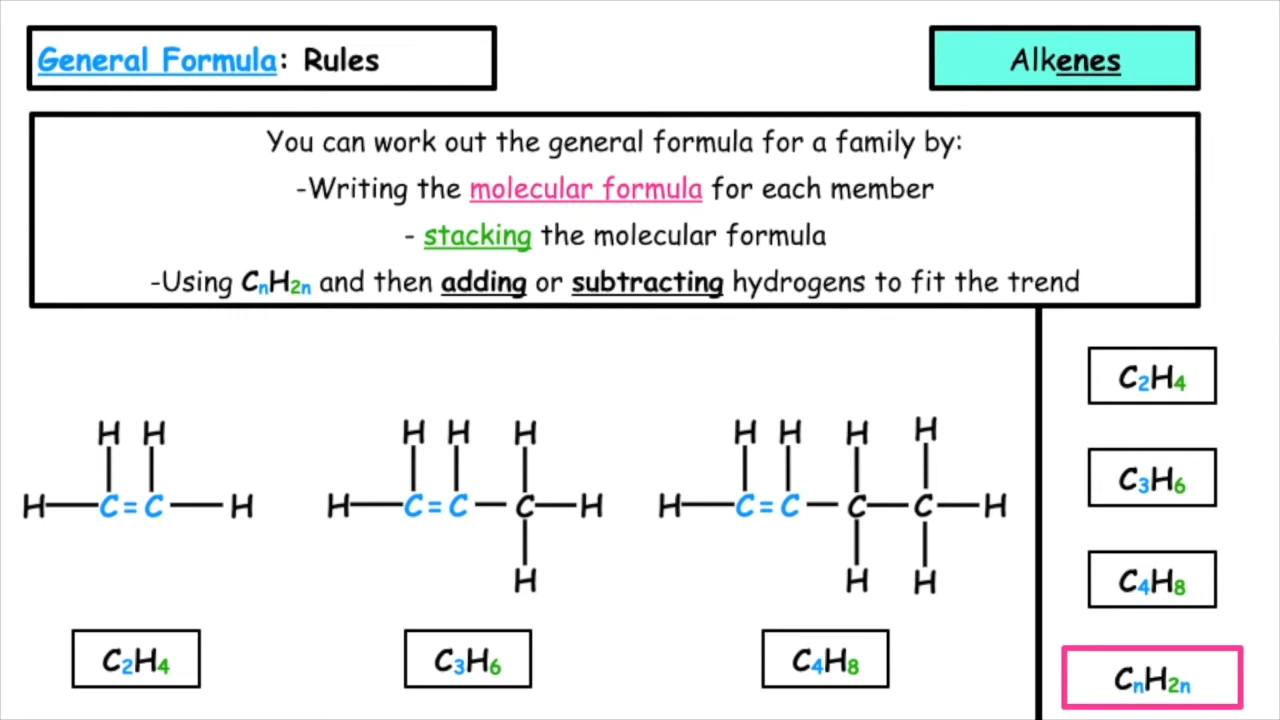 General Formula: Rules
Alkenes
You can work out the general formula for a family by:
-Writing the molecular formula for each member
- stacking the molecular formula
-Using CnH2n and then adding or subtracting hydrogens to fit the trend
C2H4
C3H6
C4H8
CnH2n
H H
H C = C H
H H H
H C = C C H
H
H H H H
H C = C C C H
H H
C2H4
C3H6
C4H8